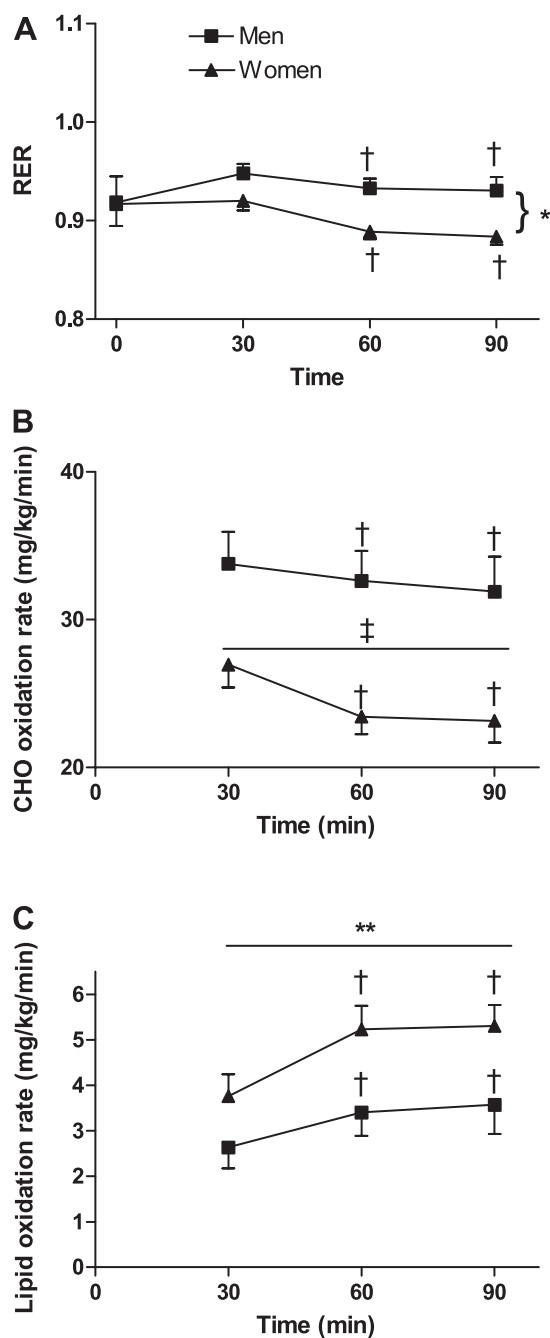 A
1.1
Men
Women
1.0
† †
RER
0.9
} *
† †
0.8
0 30 60 90
Time
B
40
CHO oxidation rate (mg/kg/min)
† †
30
‡
† †
20
0 30 60 90
Time (min)
C
**
6
† †
5
Lipid oxidation rate (mg/kg/min)
4
† †
3
2
1
0
0 30 60 90
Time (min)